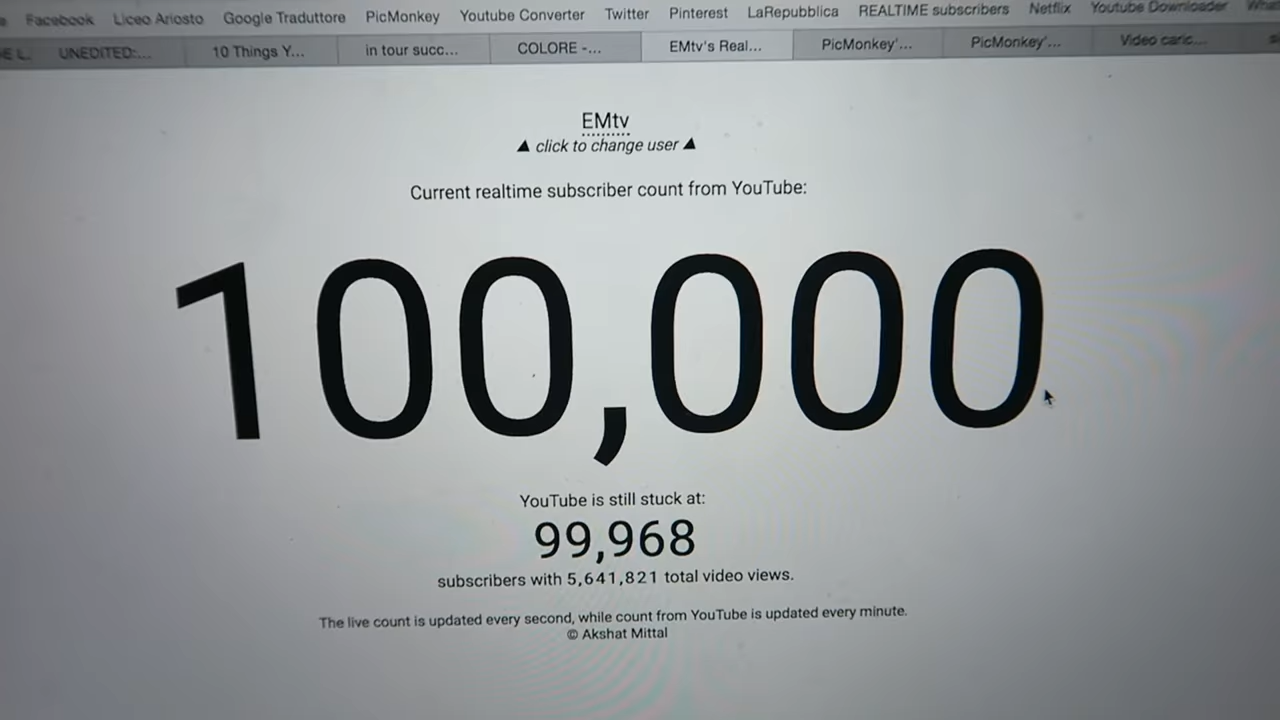 Facebook Liceo Ariosto Google Traduttore PicMonkey Youtube Converter Twitter Pinterest LaRepubblica REALTIME subscribers Netflix Youtube Downloader
UNEDITED:... 10 Things Y... in tour succ... COLORE -... EMtv's Real... PicMonkey'... PicMonkey'... Video caric...
EMtv
▲ click to change user ▲
Current realtime subscriber count from YouTube:
100,000
YouTube is still stuck at:
99,968
subscribers with 5,641,821 total video views.
The live count is updated every second, while count from YouTube is updated every minute.
© Akshat Mittal